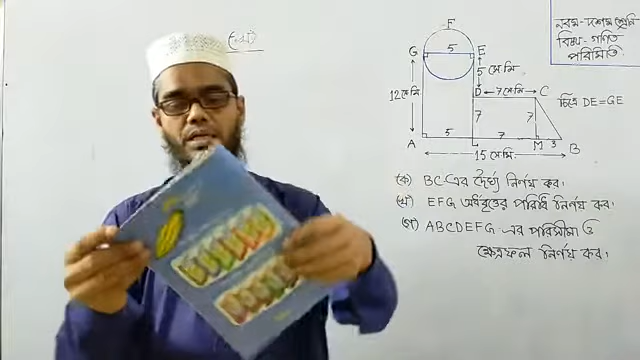 নবম-দশম শ্রেণি
বিষয়-গণিত
পরিমিতি
F
G 5 E
5 সে.মি
12 সে.মি
D 7 সে.মি C
চিত্রে DE=GE
7 7
5 7 3
A L M B
15 সে.মি.
(ক) BC এর দৈর্ঘ্য নির্ণয় কর।
(খ) EFG অর্ধবৃত্তের পরিধি নির্ণয় কর।
(গ) ABCDEFG এর পরিসীমা ও
ক্ষেত্রফল নির্ণয় কর।